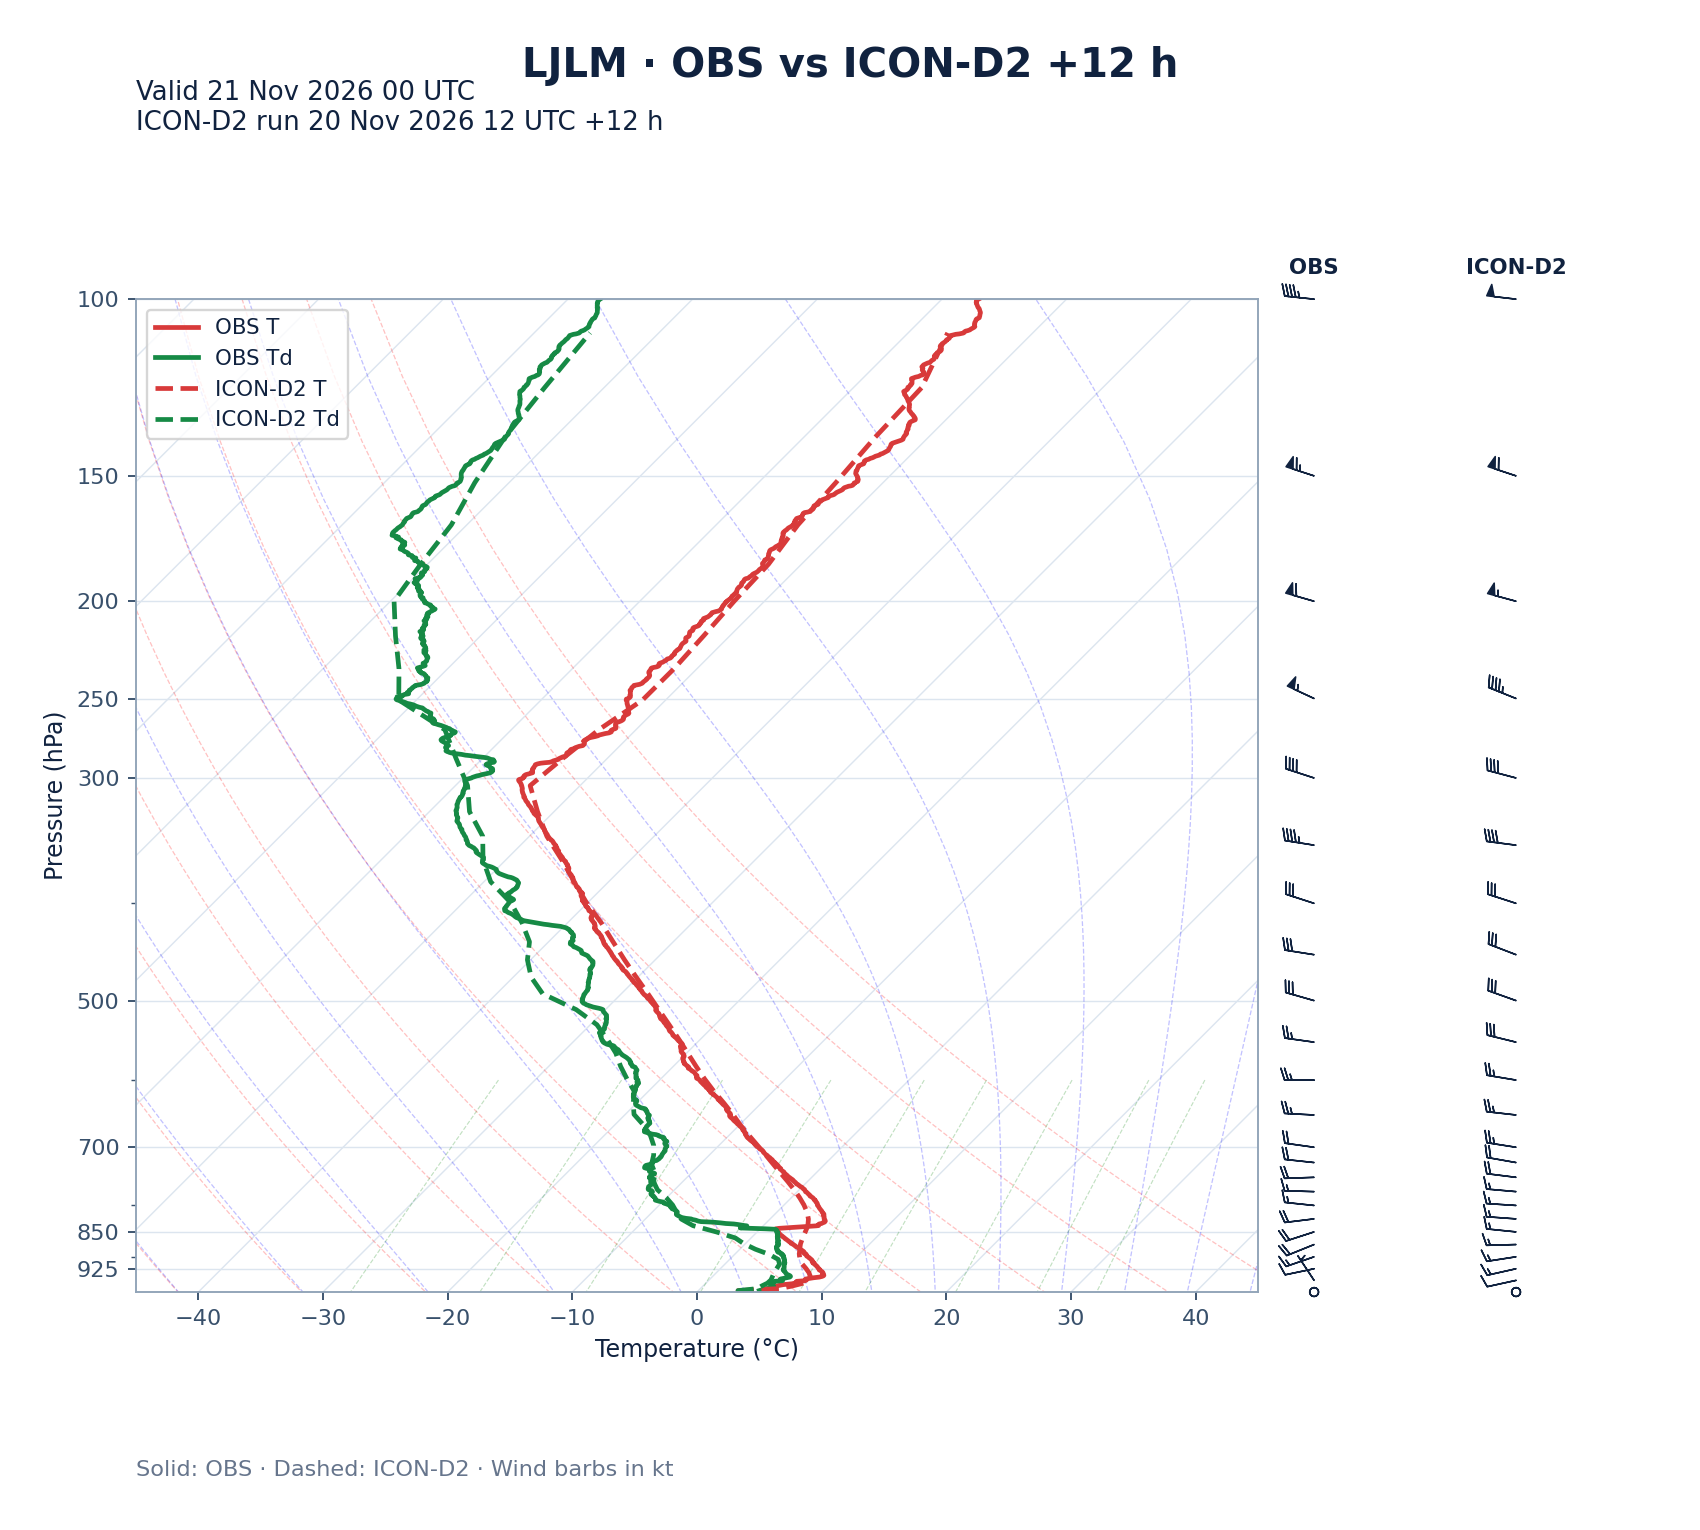 LJLM · OBS vs ICON-D2 +12 h
Valid 21 Nov 2026 00 UTC
ICON-D2 run 20 Nov 2026 12 UTC +12 h
OBS
ICON-D2
OBS T
OBS Td
ICON-D2 T
ICON-D2 Td
Pressure (hPa)
100
150
200
250
300
500
700
850
925
−40
−30
−20
−10
0
10
20
30
40
Temperature (°C)
Solid: OBS · Dashed: ICON-D2 · Wind barbs in kt